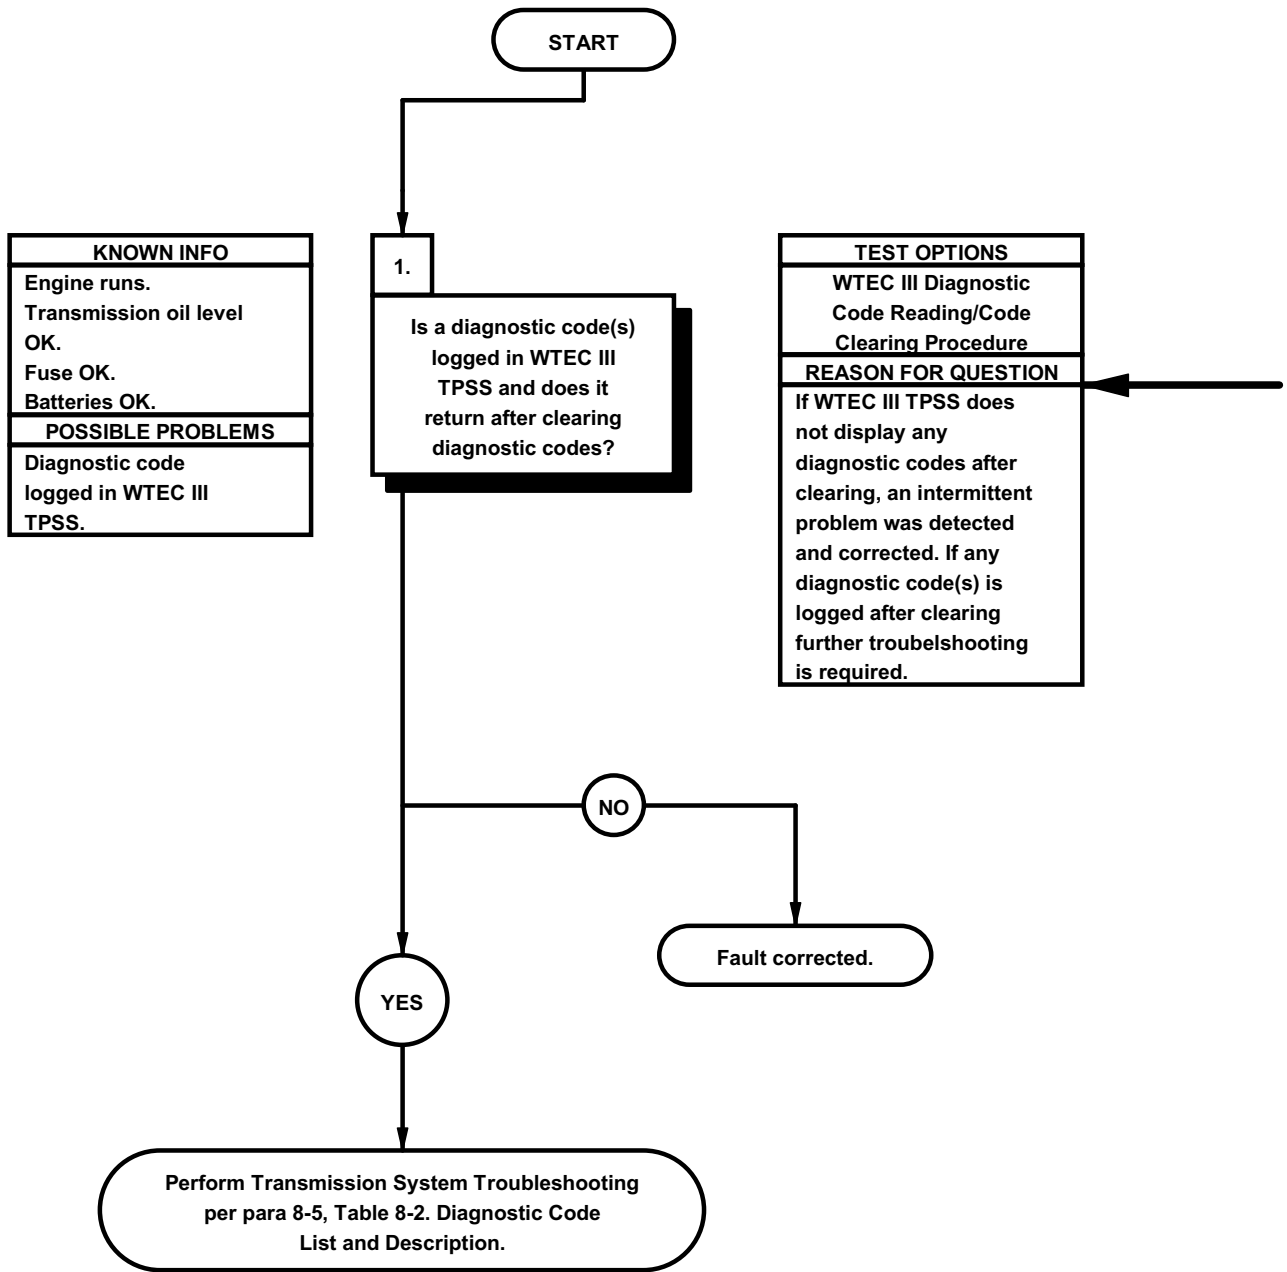 START
KNOWN INFO
Engine runs.
Transmission oil level
OK.
Fuse OK.
Batteries OK.
POSSIBLE PROBLEMS
Diagnostic code
logged in WTEC III
TPSS.
1.
Is a diagnostic code(s)
logged in WTEC III
TPSS and does it
return after clearing
diagnostic codes?
TEST OPTIONS
WTEC III Diagnostic
Code Reading/Code
Clearing Procedure
REASON FOR QUESTION
If WTEC III TPSS does
not display any
diagnostic codes after
clearing, an intermittent
problem was detected
and corrected. If any
diagnostic code(s) is
logged after clearing
further troubelshooting
is required.
NO
Fault corrected.
YES
Perform Transmission System Troubleshooting
per para 8-5, Table 8-2. Diagnostic Code
List and Description.